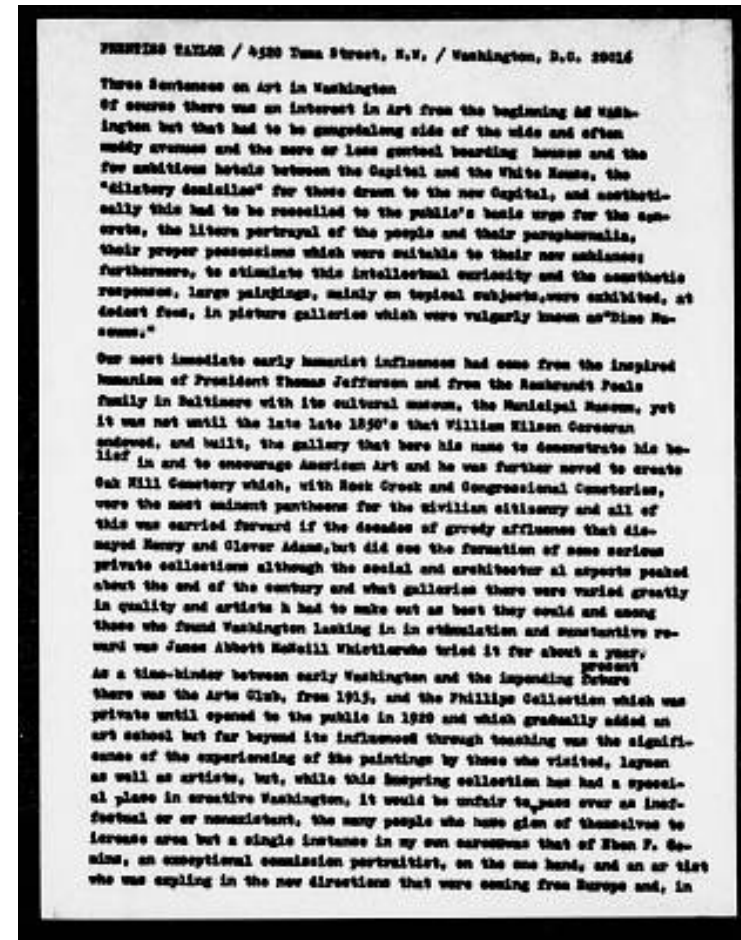 PRENTISS TAYLOR / 4520 Yuma Street, N.W. / Washington, D.C. 20016
Three Sentences on Art in Washington
Of course there was an interest in Art from the beginning Wash-
ington but that had to be along side of the wide and often
muddy avenues and the more or less genteel boarding houses and the
few ambitious hotels between the Capitol and the White House, the
"dilatory domiciles" for those drawn to the new Capital, and aestheti-
cally this had to be reconciled to the public's basic urge for the con-
crete, the litera portrayal of the people and their paraphernalia,
their proper possessions which were suitable to their new ambiance;
furthermore, to stimulate this intellectual curiosity and the aesthetic
responses, large paintings, mainly on topical subjects, were exhibited, at
fees, in picture galleries which were vulgarly known as "Dime Mu-
seums."
Our most immediate early humanist influences had come from the inspired
humanism of President Thomas Jefferson and from the Rembrandt Peale
family in Baltimore with its cultural museum, the Municipal Museum, yet
it was not until the late late 1850's that William Wilson Corcoran
endowed, and built, the gallery that bore his name to demonstrate his be-
lief in and to encourage American Art and he was further moved to create
Oak Hill Cemetery which, with Rock Creek and Congressional Cemeteries,
were the most eminent pantheons for the civilian citizenry and all of
this was carried forward if the decades of greedy affluence that dis-
mayed Henry and Clover Adams, but did see the formation of some serious
private collections although the social and architectur al aspects peaked
about the end of the century and what galleries there were varied greatly
in quality and artists h had to make out as best they could and among
those who found Washington lacking in in stimulation and substantive re-
ward was James Abbott McNeill Whistlerwho tried it for about a year.
present
As a time-binder between early Washington and the impending future
there was the Arts Club, from 1915, and the Phillips Collection which was
private until opened to the public in 1920 and which gradually added an
art school but far beyond its influenced through teaching was the signifi-
cance of the experiencing of the paintings by those who visited, laymen
as well as artists, but, while this collection has had a speci-
al place in creative Washington, it would be unfair to pass over as inef-
fectual or or nonexistent, the many people who have of themselves to
area but a single instance in my own was that of Eben F. Co-
mins, an exceptional commission portraitist, on the one hand, and an ar tist
who was in the new directions that were coming from Europe and, in